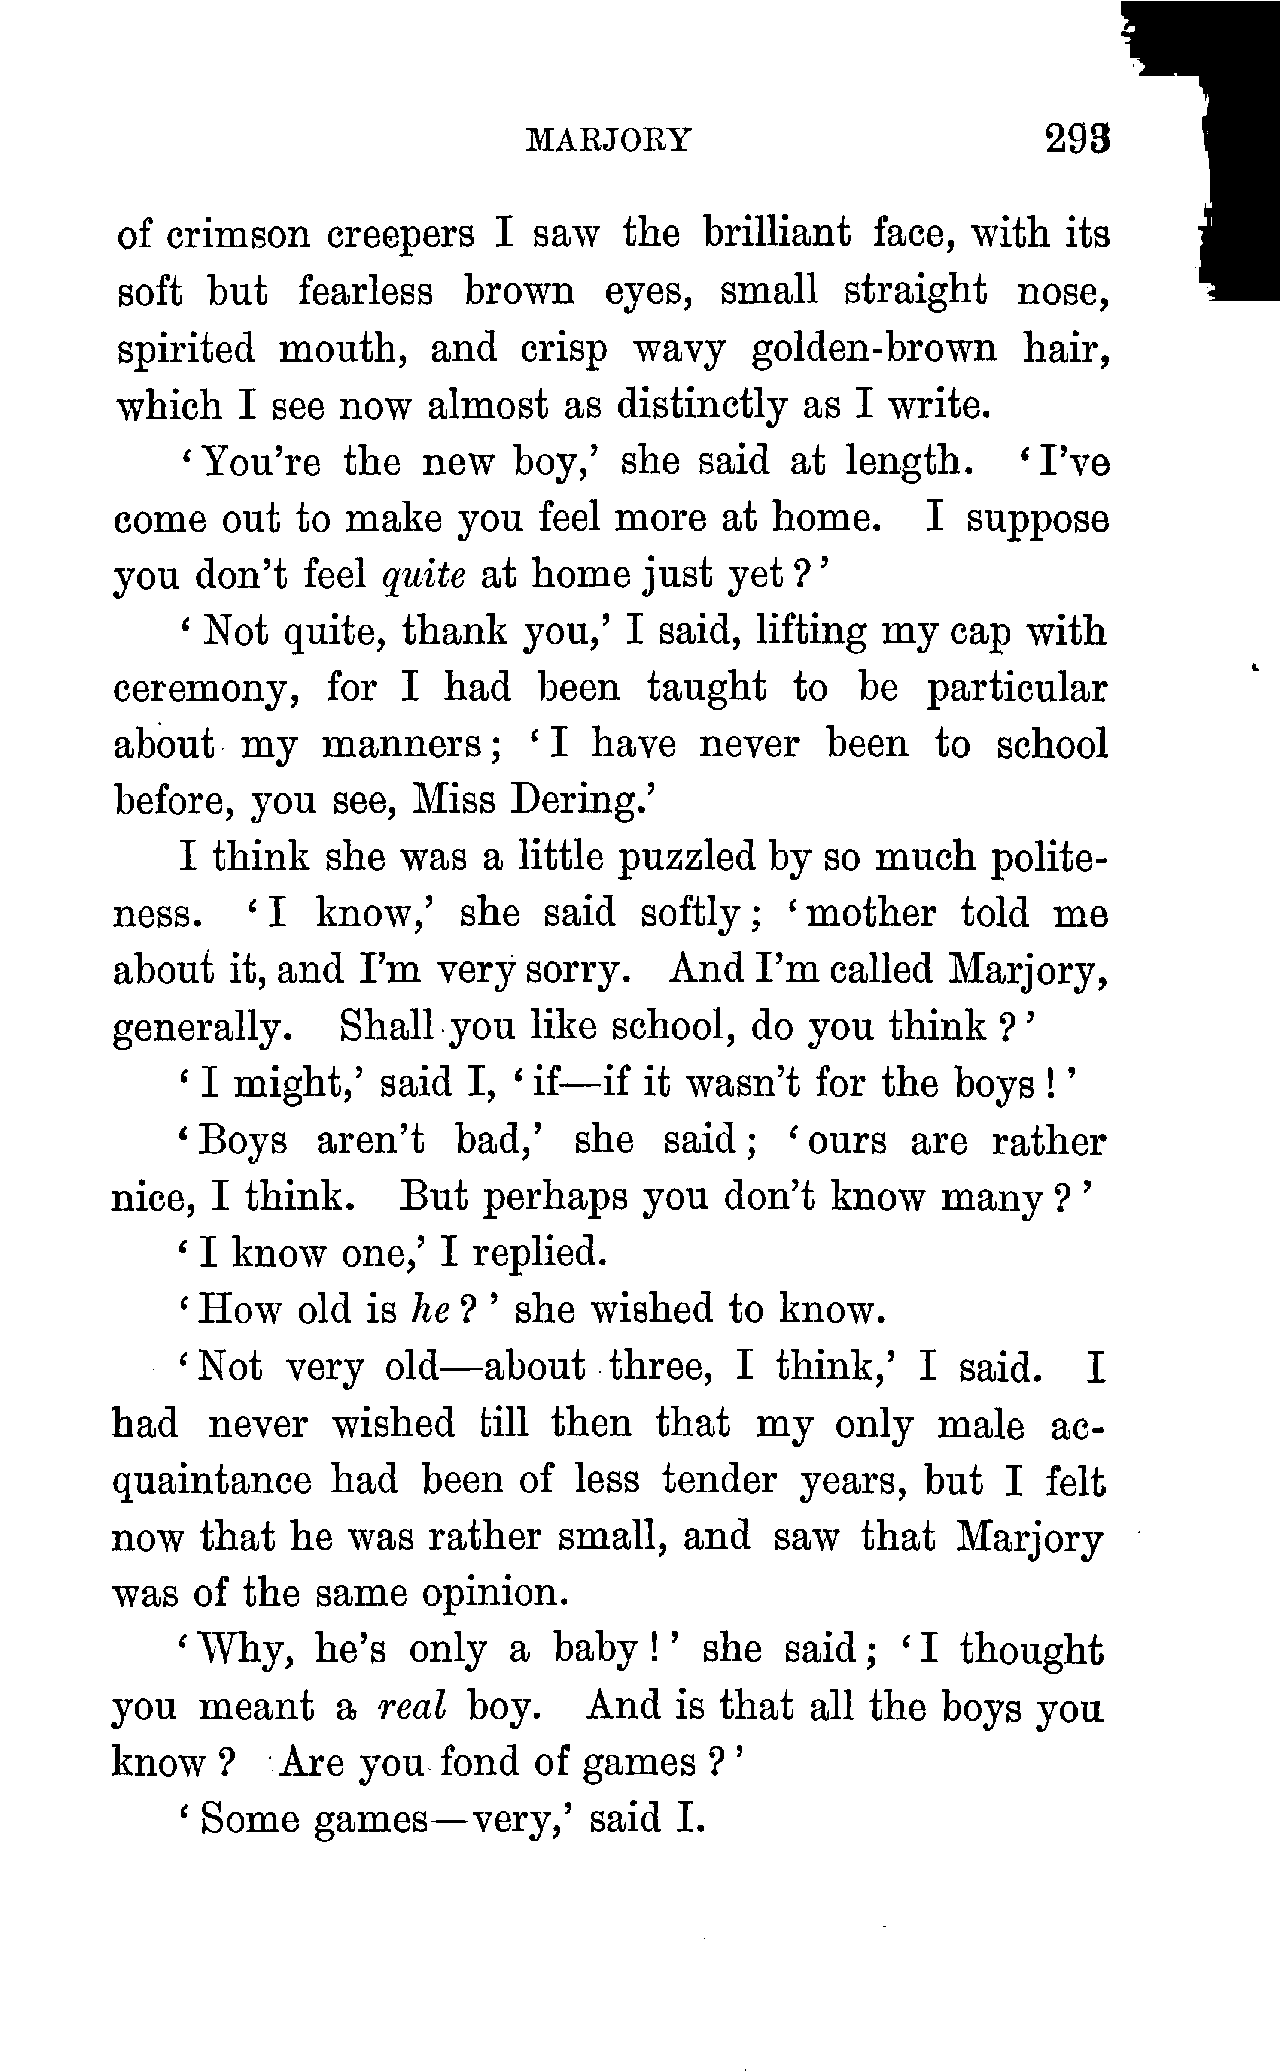 MARJORY 293
of crimson creepers I saw the brilliant face, with its
soft but fearless brown eyes, small straight nose,
spirited mouth, and crisp wavy golden-brown hair,
which I see now almost as distinctly as I write.
‘You’re the new boy,’ she said at length. ‘I’ve
come out to make you feel more at home. I suppose
you don’t feel quite at home just yet?’
‘Not quite, thank you,’ I said, lifting my cap with
ceremony, for I had been taught to be particular
about my manners; ‘I have never been to school
before, you see, Miss Dering.’
I think she was a little puzzled by so much polite-
ness. ‘I know,’ she said softly; ‘mother told me
about it, and I’m very sorry. And I’m called Marjory,
generally. Shall you like school, do you think?’
‘I might,’ said I, ‘if—if it wasn’t for the boys!’
‘Boys aren’t bad,’ she said; ‘ours are rather
nice, I think. But perhaps you don’t know many?’
‘I know one,’ I replied.
‘How old is he?’ she wished to know.
‘Not very old—about three, I think,’ I said. I
had never wished till then that my only male ac-
quaintance had been of less tender years, but I felt
now that he was rather small, and saw that Marjory
was of the same opinion.
‘Why, he’s only a baby!’ she said; ‘I thought
you meant a real boy. And is that all the boys you
know? Are you fond of games?’
‘Some games—very,’ said I.